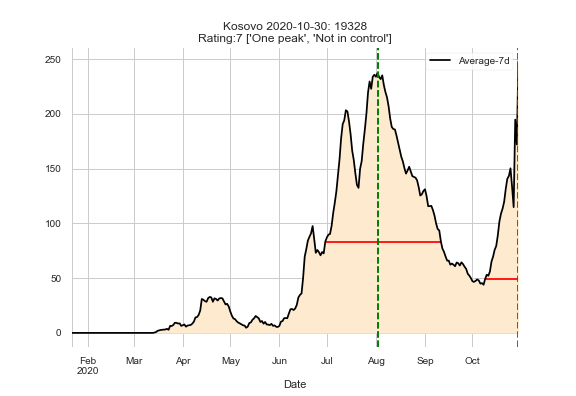 Kosovo 2020-10-30: 19328
Rating:7 ['One peak', 'Not in control']
Average-7d
250
200
150
100
50
0
Feb Mar Apr May Jun Jul Aug Sep Oct
2020
Date